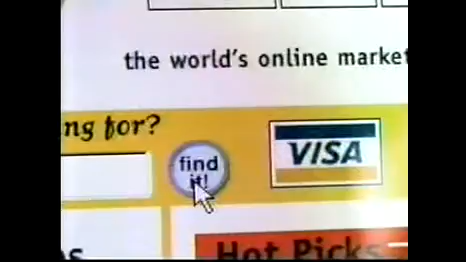 the world's online market
ng for?
find
it!
VISA
Hot Picks